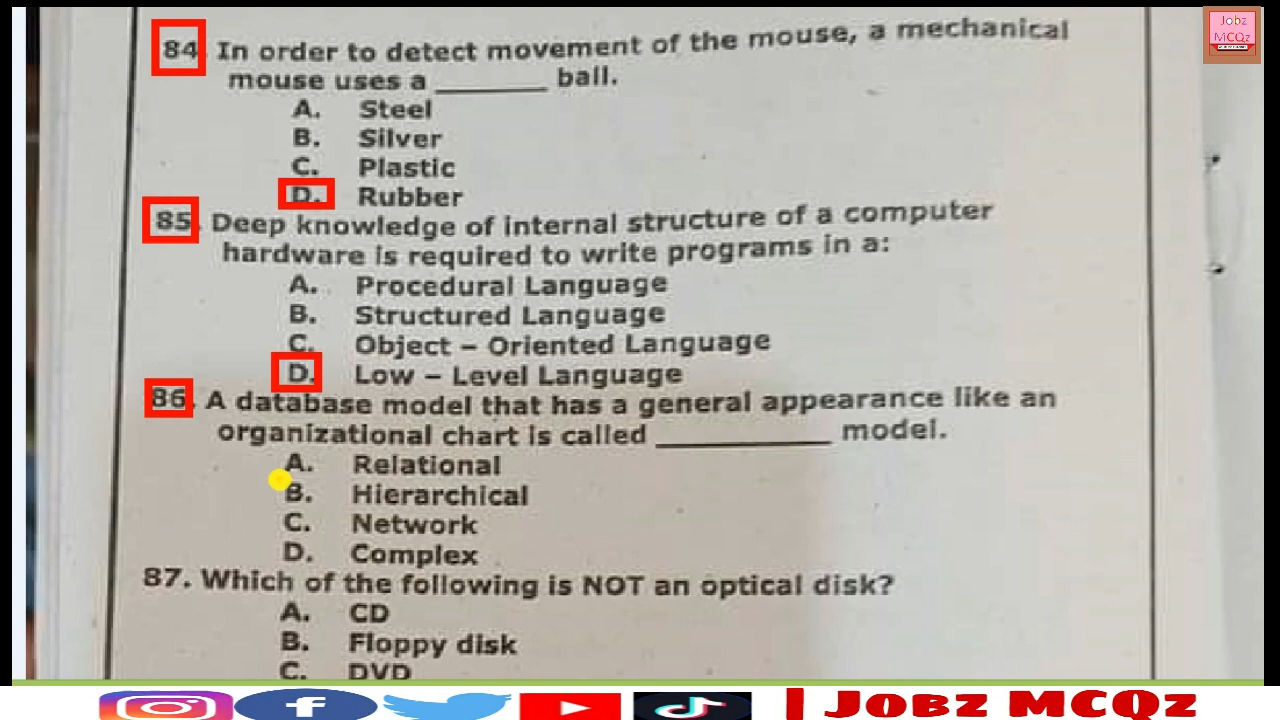 Jobz
MCQz
84. In order to detect movement of the mouse, a mechanical
mouse uses a ________ ball.
A. Steel
B. Silver
C. Plastic
D. Rubber
85. Deep knowledge of internal structure of a computer
hardware is required to write programs in a:
A. Procedural Language
B. Structured Language
C. Object – Oriented Language
D. Low – Level Language
86. A database model that has a general appearance like an
organizational chart is called ____________ model.
A. Relational
B. Hierarchical
C. Network
D. Complex
87. Which of the following is NOT an optical disk?
A. CD
B. Floppy disk
C. DVD
| JOBZ MCQZ